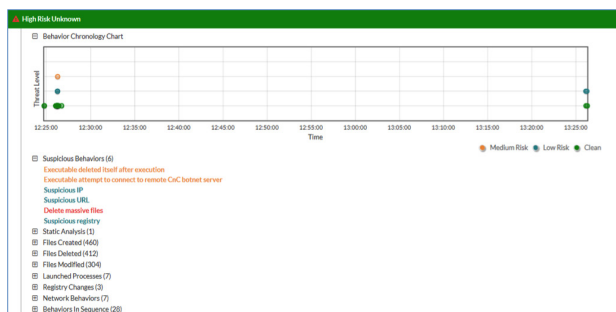 High Risk Unknown
Behavior Chronology Chart
Threat Level
12:25:00 12:30:00 12:35:00 12:40:00 12:45:00 12:50:00 12:55:00 13:00:00 13:05:00 13:10:00 13:15:00 13:20:00 13:25:00
Time
Medium Risk Low Risk Clean
Suspicious Behaviors (6)
Executable deleted itself after execution
Executable attempt to connect to remote CnC botnet server
Suspicious IP
Suspicious URL
Delete massive files
Suspicious registry
Static Analysis (1)
Files Created (460)
Files Deleted (412)
Files Modified (304)
Launched Processes (7)
Registry Changes (3)
Network Behaviors (7)
Behaviors In Sequence (28)